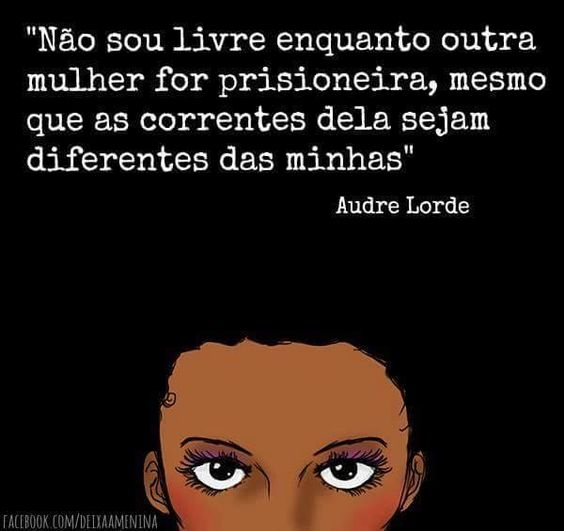 "Não sou livre enquanto outra
mulher for prisioneira, mesmo
que as correntes dela sejam
diferentes das minhas"
Audre Lorde
FACEBOOK.COM/DEIXAAMENINA